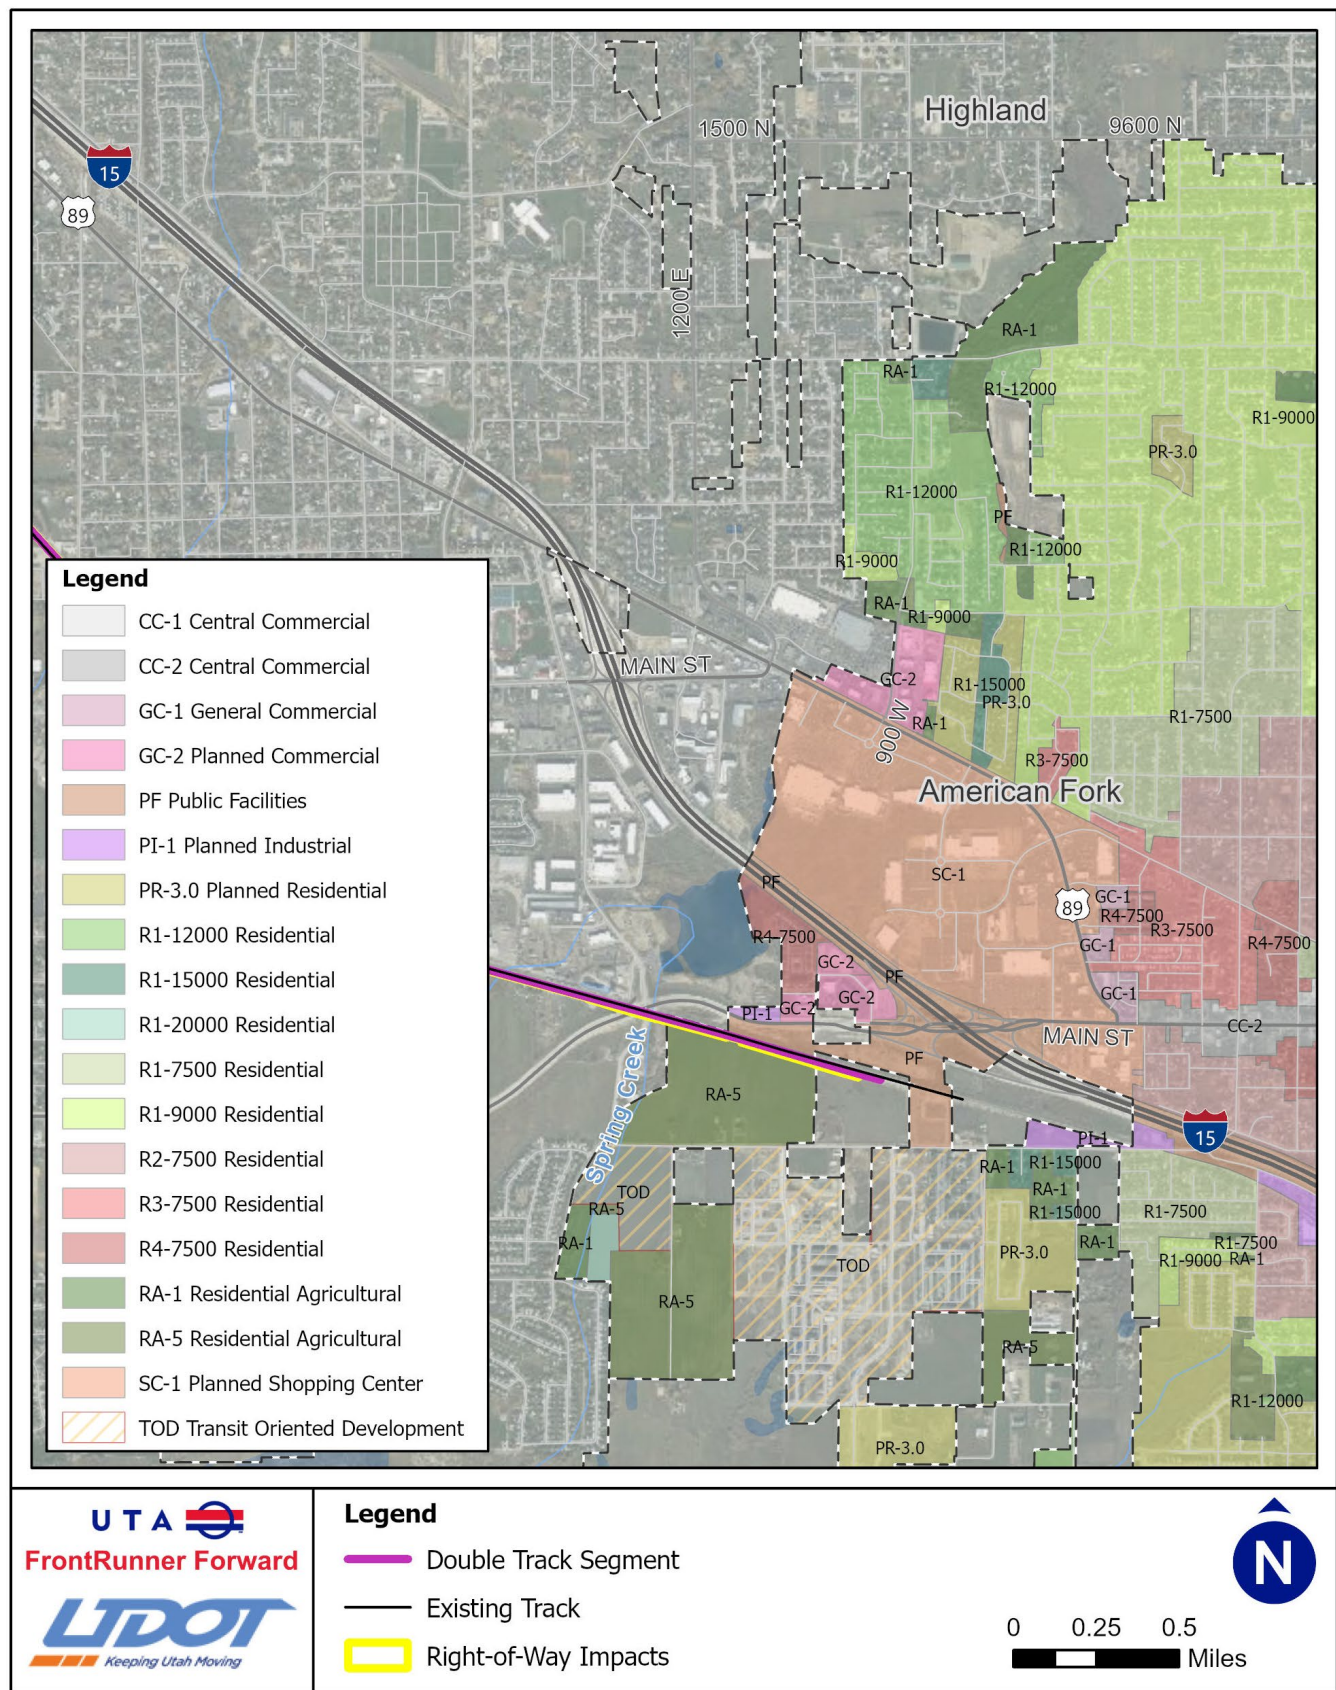 Highland
1500 N
9600 N
15
89
1200 E
RA-1
RA-1
R1-12000
R1-9000
PR-3.0
R1-12000
PF
R1-12000
R1-9000
RA-1
R1-9000
MAIN ST
GC-2
R1-15000
PR-3.0
RA-1
900 W
R1-7500
R3-7500
American Fork
PF
SC-1
89
GC-1
R4-7500
R3-7500
R4-7500
R4-7500
GC-1
GC-2
PF
GC-2
GC-1
GC-2
PI-1
CC-2
MAIN ST
PF
RA-5
Spring Creek
15
PI-1
R1-15000
RA-1
RA-1
R1-15000
TOD
RA-5
RA-1
R1-7500
R1-7500
RA-1
PR-3.0
R1-9000
RA-1
TOD
RA-5
RA-5
R1-12000
PR-3.0
Legend
CC-1 Central Commercial
CC-2 Central Commercial
GC-1 General Commercial
GC-2 Planned Commercial
PF Public Facilities
PI-1 Planned Industrial
PR-3.0 Planned Residential
R1-12000 Residential
R1-15000 Residential
R1-20000 Residential
R1-7500 Residential
R1-9000 Residential
R2-7500 Residential
R3-7500 Residential
R4-7500 Residential
RA-1 Residential Agricultural
RA-5 Residential Agricultural
SC-1 Planned Shopping Center
TOD Transit Oriented Development
UTA
FrontRunner Forward
UDOT
Keeping Utah Moving
Legend
Double Track Segment
Existing Track
Right-of-Way Impacts
N
0 0.25 0.5
Miles